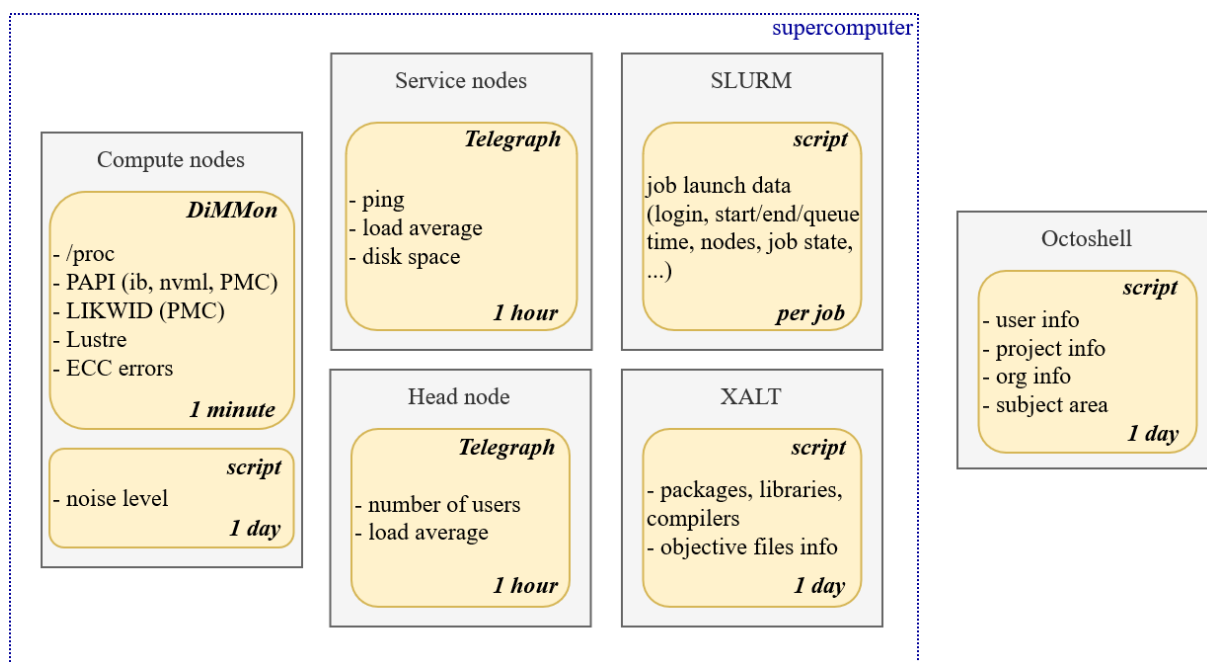 supercomputer
Compute nodes
DiMMon
- /proc
- PAPI (ib, nvml, PMC)
- LIKWID (PMC)
- Lustre
- ECC errors
1 minute
script
- noise level
1 day
Service nodes
Telegraph
- ping
- load average
- disk space
1 hour
Head node
Telegraph
- number of users
- load average
1 hour
SLURM
script
job launch data
(login, start/end/queue
time, nodes, job state,
...)
per job
XALT
script
- packages, libraries,
compilers
- objective files info
1 day
Octoshell
script
- user info
- project info
- org info
- subject area
1 day